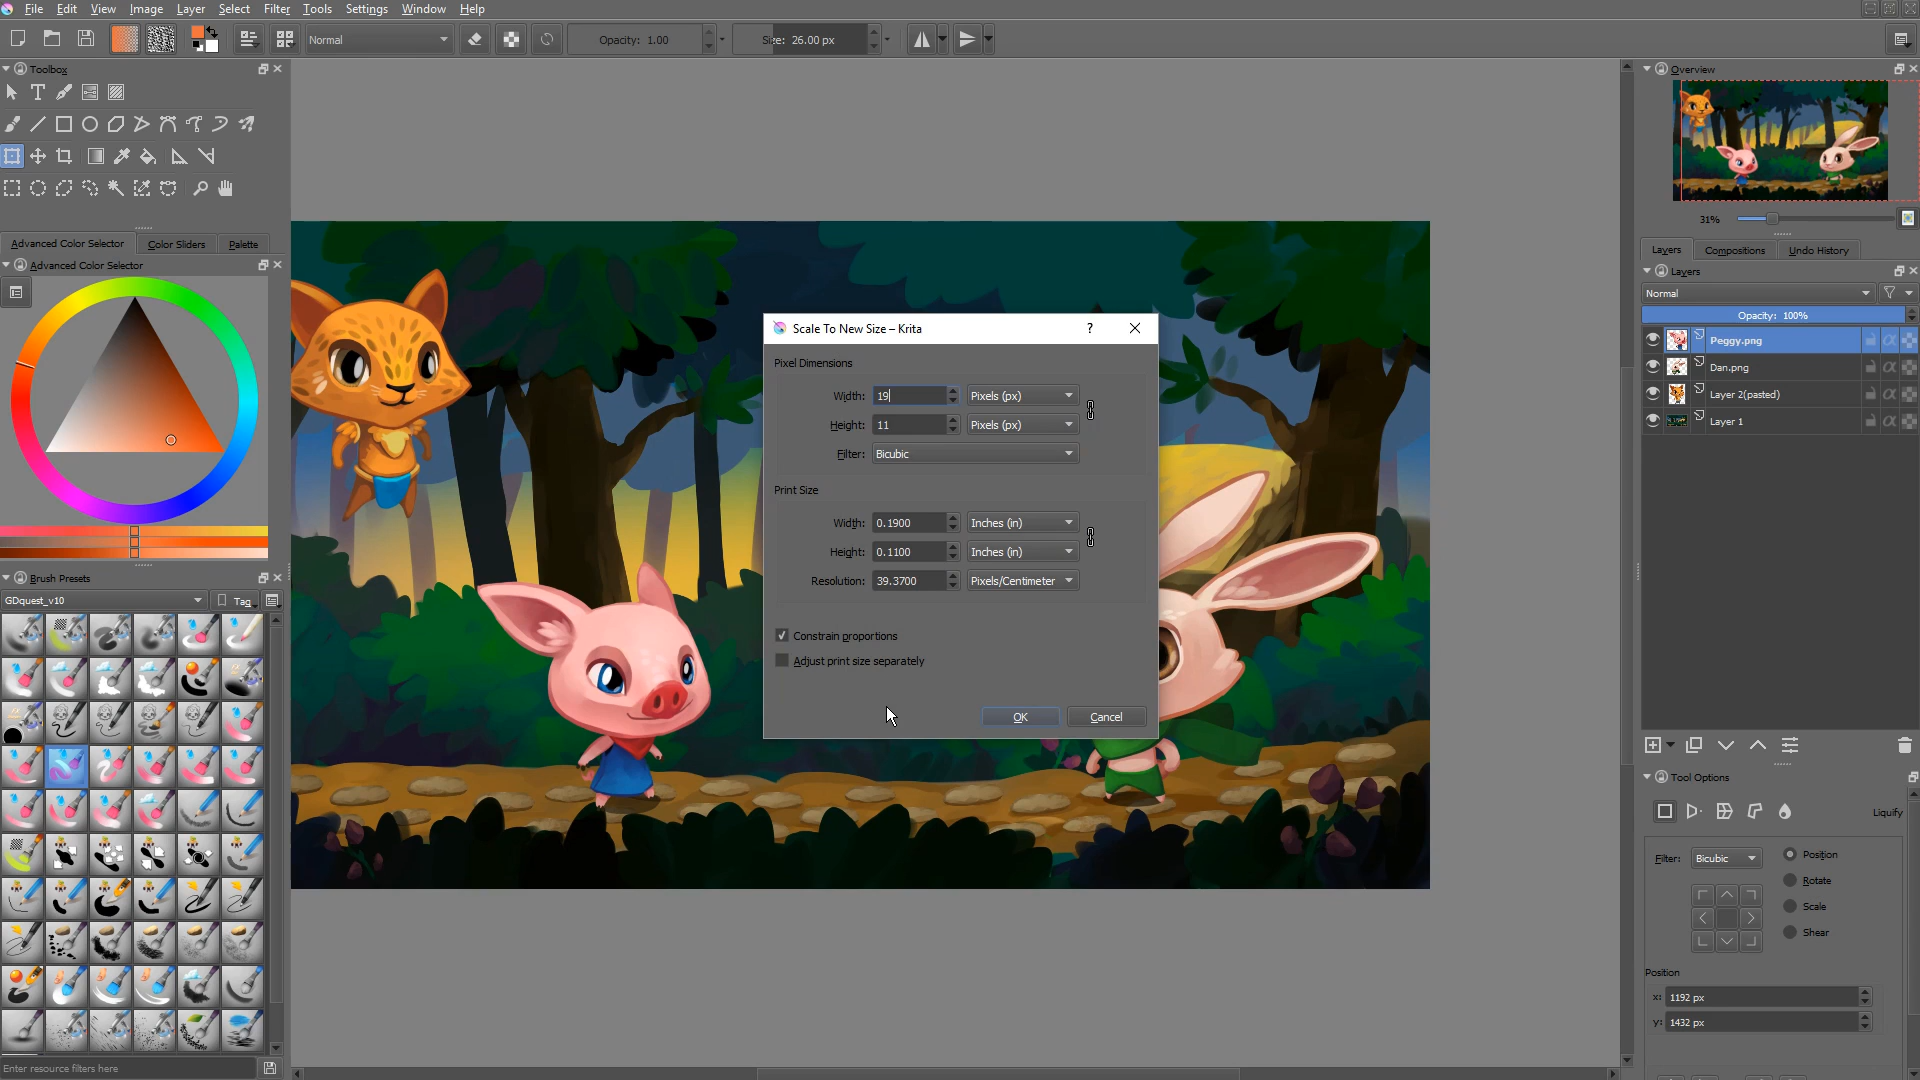 File Edit View Image Layer Select Filter Tools Settings Window Help
Normal
Opacity: 1.00
Size: 26.00 px
Toolbox
Advanced Color Selector Color Sliders Palette
Advanced Color Selector
Brush Presets
GDquest_v10
Tag
Enter resource filters here
Scale To New Size – Krita
?
Pixel Dimensions
Width: 19 Pixels (px)
Height: 11 Pixels (px)
Filter: Bicubic
Print Size
Width: 0.1900 Inches (in)
Height: 0.1100 Inches (in)
Resolution: 39.3700 Pixels/Centimeter
Constrain proportions
Adjust print size separately
OK Cancel
Overview
31%
Layers Compositions Undo History
Layers
Normal
Opacity: 100%
Peggy.png
Dan.png
Layer 2(pasted)
Layer 1
Tool Options
Liquify
Filter: Bicubic
Position
Rotate
Scale
Shear
Position
x: 1192 px
y: 1432 px